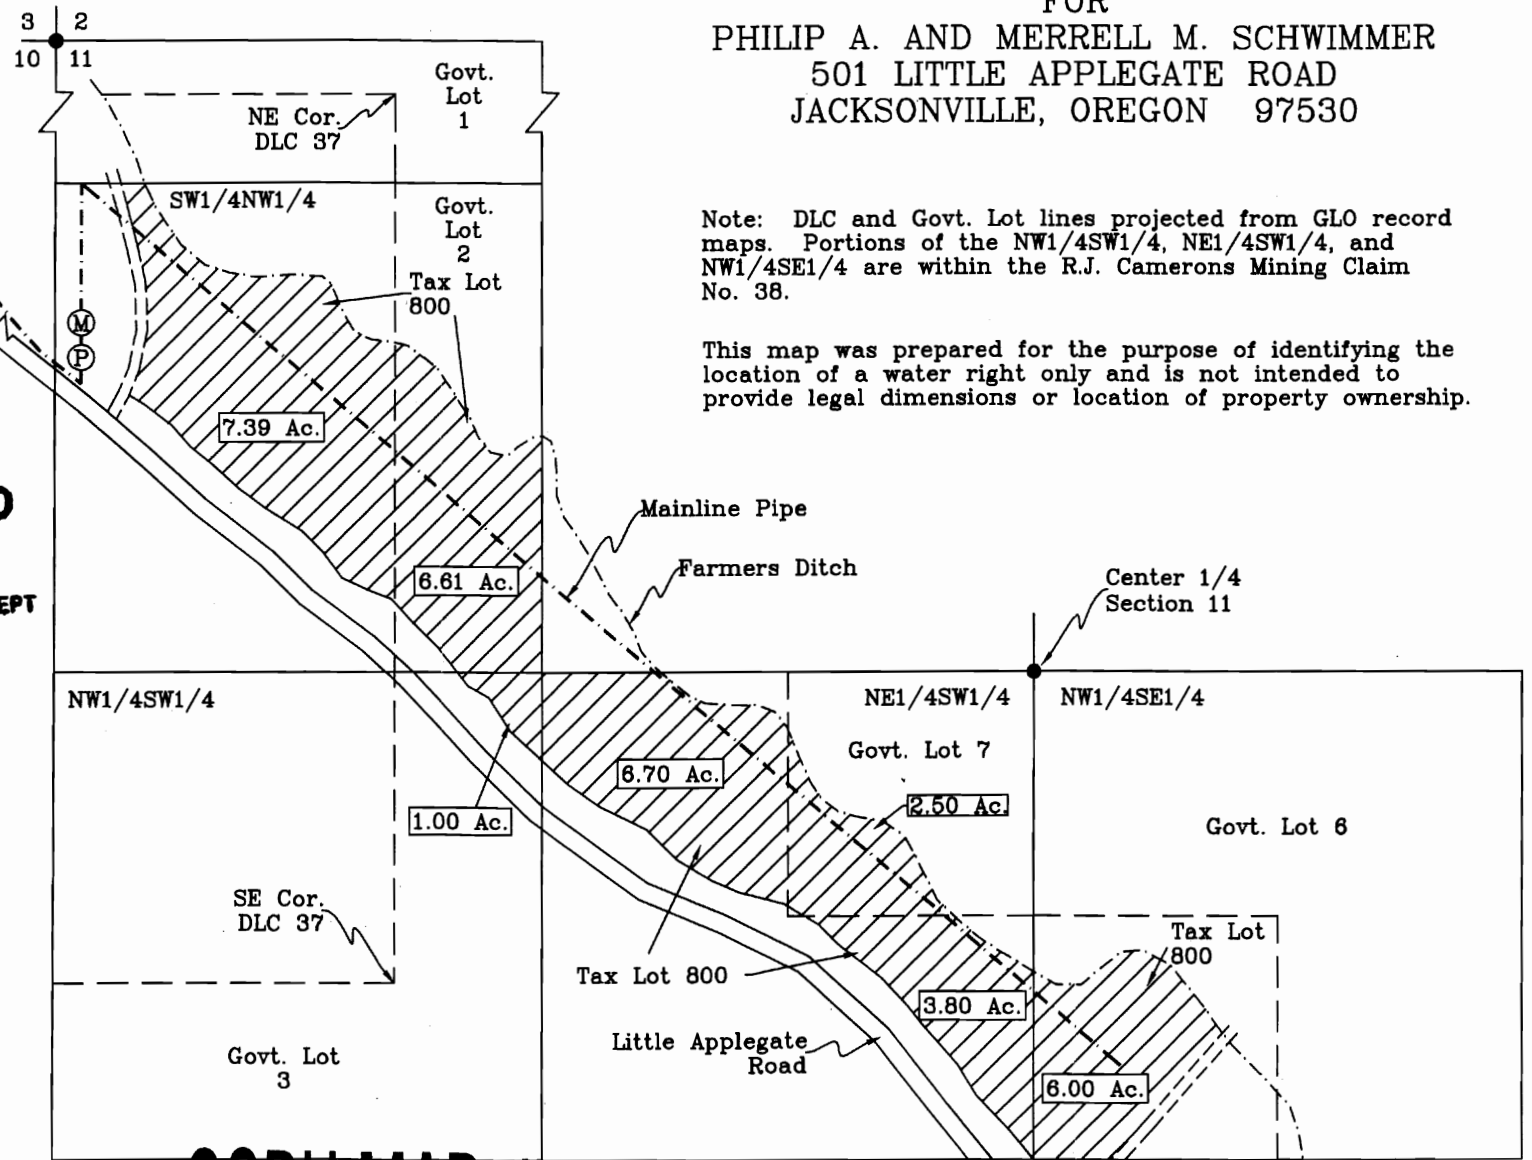 FOR
PHILIP A. AND MERRELL M. SCHWIMMER
501 LITTLE APPLEGATE ROAD
JACKSONVILLE, OREGON 97530
3 2
10 11
Govt.
Lot
1
NE Cor.
DLC 37
SW1/4NW1/4
Govt.
Lot
2
Tax Lot
800
Note: DLC and Govt. Lot lines projected from GLO record
maps. Portions of the NW1/4SW1/4, NE1/4SW1/4, and
NW1/4SE1/4 are within the R.J. Camerons Mining Claim
No. 38.
M
P
This map was prepared for the purpose of identifying the
location of a water right only and is not intended to
provide legal dimensions or location of property ownership.
7.39 Ac.
Mainline Pipe
6.61 Ac.
Farmers Ditch
Center 1/4
Section 11
EPT
NW1/4SW1/4
NE1/4SW1/4
NW1/4SE1/4
Govt. Lot 7
6.70 Ac.
2.50 Ac.
1.00 Ac.
Govt. Lot 6
SE Cor.
DLC 37
Tax Lot
800
Tax Lot 800
3.80 Ac.
Little Applegate
Road
Govt. Lot
3
6.00 Ac.